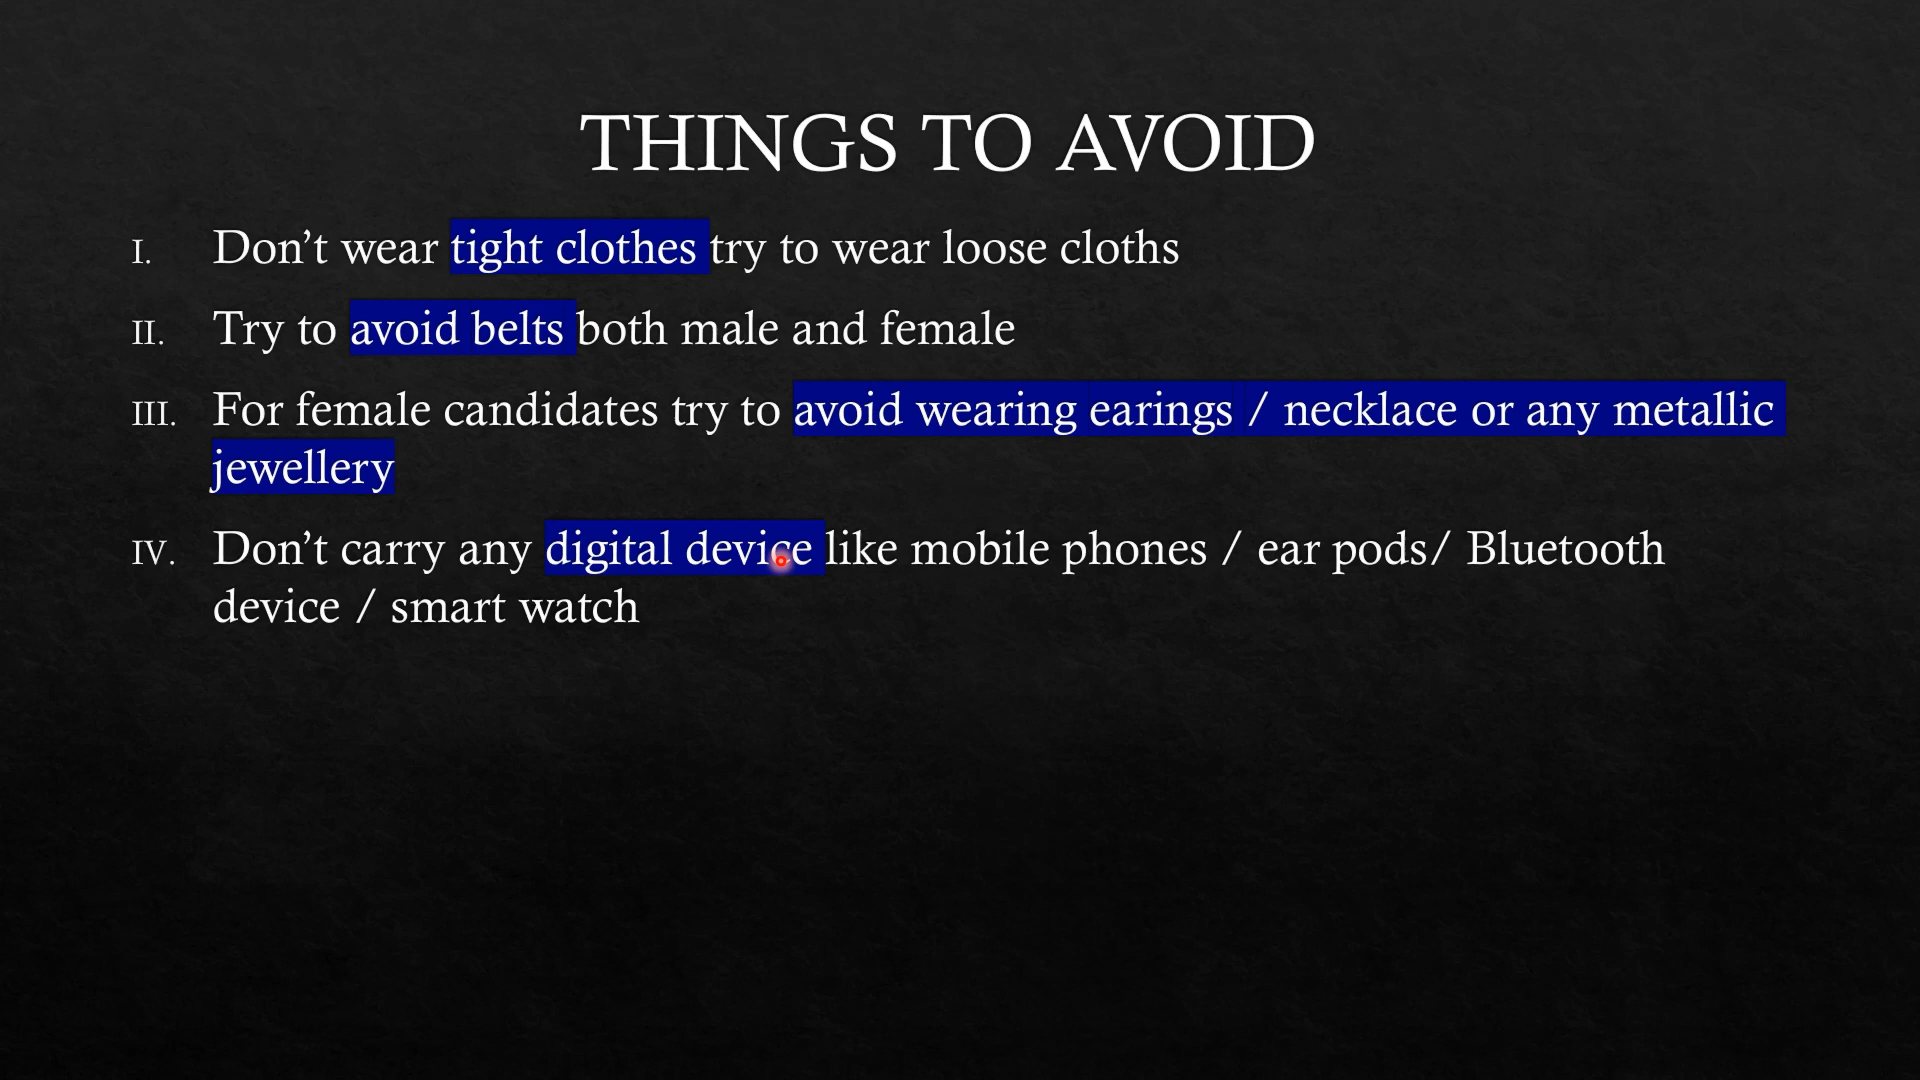 THINGS TO AVOID
I. Don’t wear tight clothes try to wear loose cloths
II. Try to avoid belts both male and female
III. For female candidates try to avoid wearing earings / necklace or any metallic
jewellery
IV. Don’t carry any digital device like mobile phones / ear pods/ Bluetooth
device / smart watch